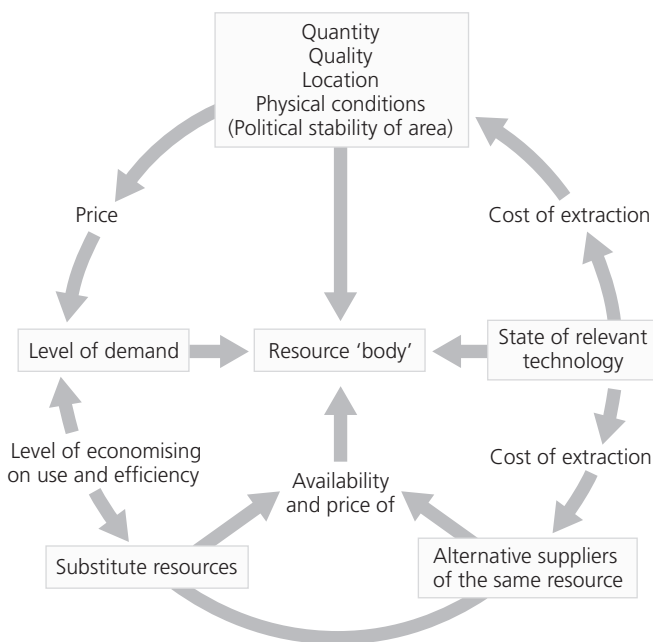 Quantity
Quality
Location
Physical conditions
(Political stability of area)
Price
Cost of extraction
Level of demand
Resource ‘body’
State of relevant
technology
Level of economising
on use and efficiency
Availability
and price of
Cost of extraction
Substitute resources
Alternative suppliers
of the same resource